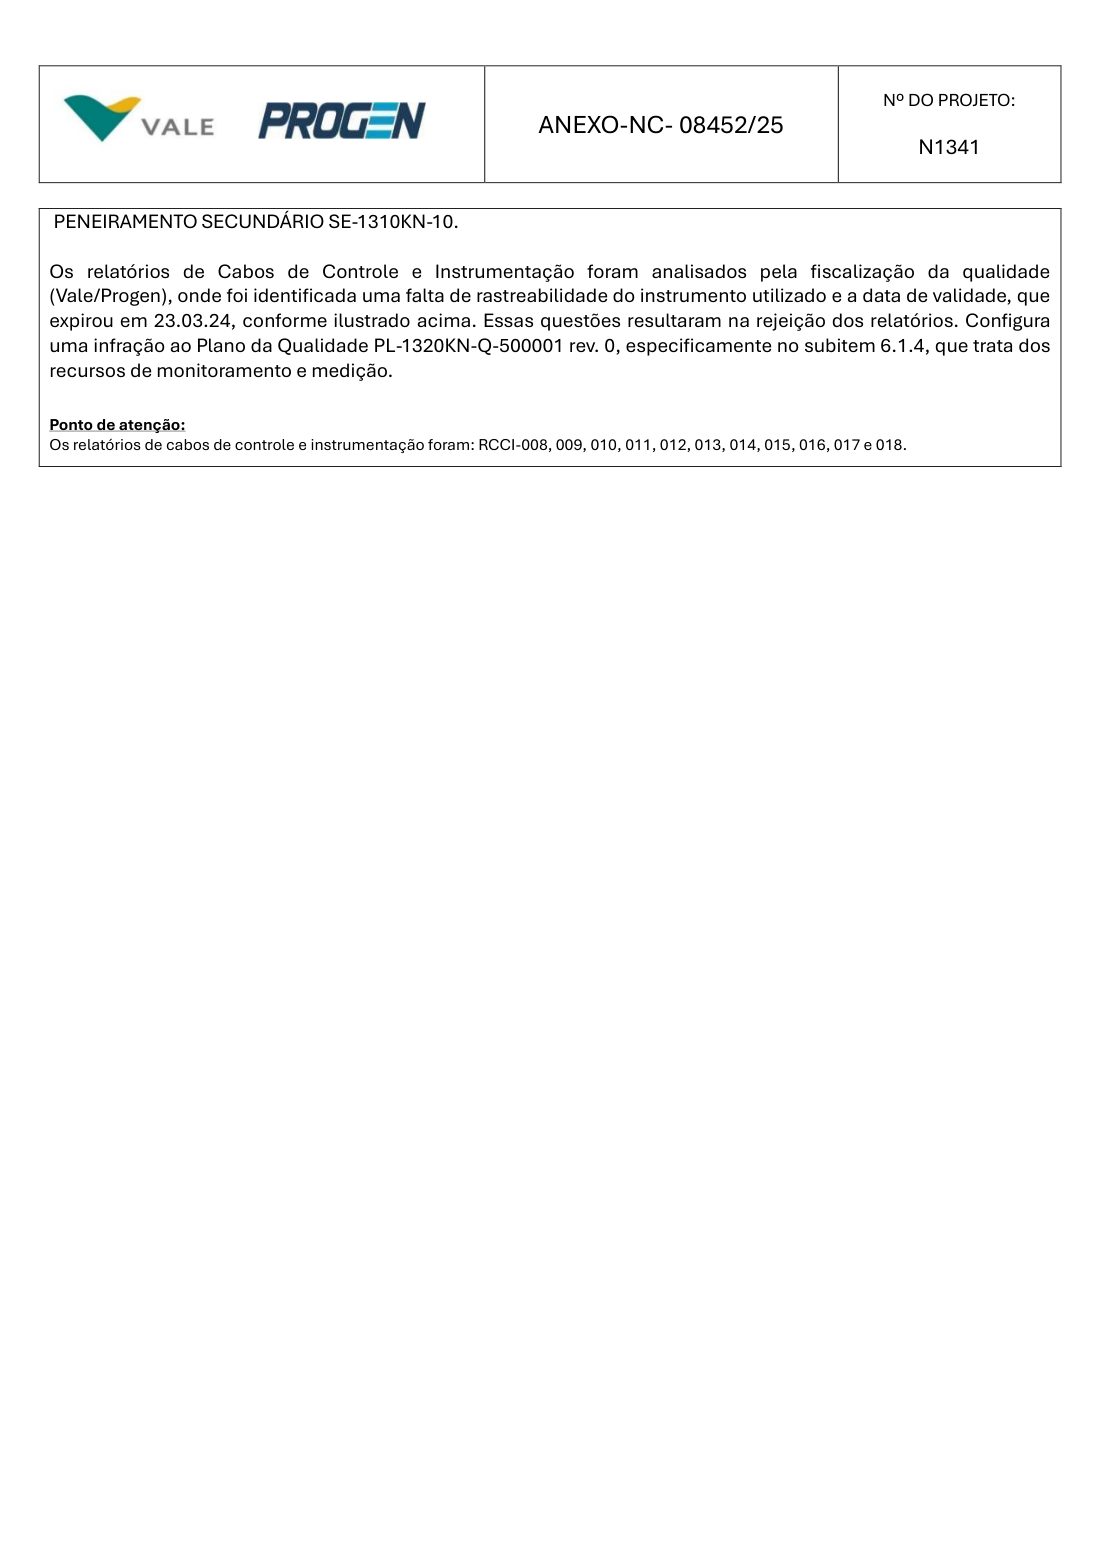 VALE
PROGEN
ANEXO-NC- 08452/25
Nº DO PROJETO:
N1341
PENEIRAMENTO SECUNDÁRIO SE-1310KN-10.
Os relatórios de Cabos de Controle e Instrumentação foram analisados pela fiscalização da qualidade
(Vale/Progen), onde foi identificada uma falta de rastreabilidade do instrumento utilizado e a data de validade, que
expirou em 23.03.24, conforme ilustrado acima. Essas questões resultaram na rejeição dos relatórios. Configura
uma infração ao Plano da Qualidade PL-1320KN-Q-500001 rev. 0, especificamente no subitem 6.1.4, que trata dos
recursos de monitoramento e medição.
Ponto de atenção:
Os relatórios de cabos de controle e instrumentação foram: RCCI-008, 009, 010, 011, 012, 013, 014, 015, 016, 017 e 018.